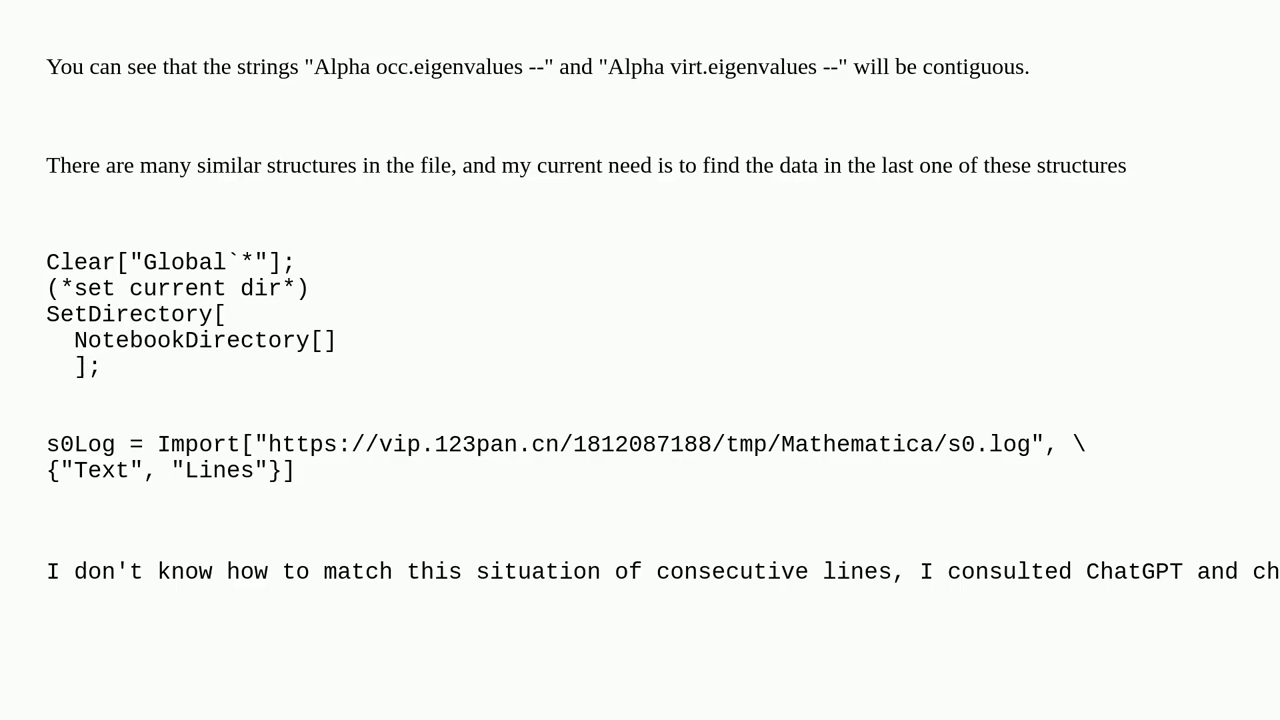 You can see that the strings "Alpha occ.eigenvalues --" and "Alpha virt.eigenvalues --" will be contiguous.
There are many similar structures in the file, and my current need is to find the data in the last one of these structures
Clear["Global`*"];
(*set current dir*)
SetDirectory[
  NotebookDirectory[]
  ];
s0Log = Import["https://vip.123pan.cn/1812087188/tmp/Mathematica/s0.log", \
{"Text", "Lines"}]
I don't know how to match this situation of consecutive lines, I consulted ChatGPT and ch